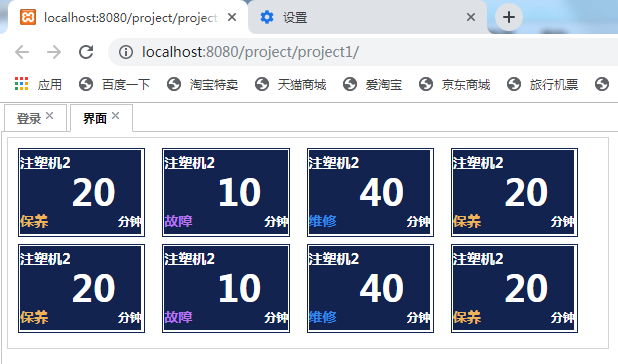 localhost:8080/project/project 设置
localhost:8080/project/project1/
应用 百度一下 淘宝特卖 天猫商城 爱淘宝 京东商城 旅行机票
登录 界面
注塑机2 注塑机2 注塑机2 注塑机2
20 10 40 20
保养 分钟 故障 分钟 维修 分钟 保养 分钟
注塑机2 注塑机2 注塑机2 注塑机2
20 10 40 20
保养 分钟 故障 分钟 维修 分钟 保养 分钟